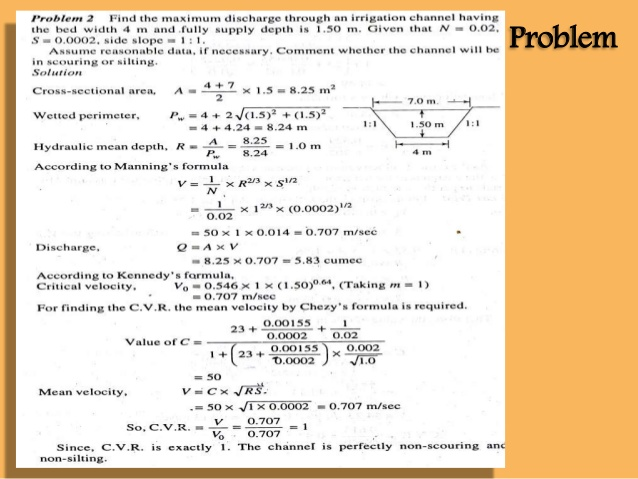 Problem 2 Find the maximum discharge through an irrigation channel having
the bed width 4 m and fully supply depth is 1.50 m. Given that N = 0.02,
S = 0.0002, side slope = 1 : 1.
Assume reasonable data, if necessary. Comment whether the channel will be
in scouring or silting.
Solution
Cross-sectional area, A = (4 + 7)/2 × 1.5 = 8.25 m²
Wetted perimeter, P_w = 4 + 2√((1.5)² + (1.5)²)
= 4 + 4.24 = 8.24 m
Hydraulic mean depth, R = A/P_w = 8.25/8.24 = 1.0 m
7.0 m
1:1 1.50 m 1:1
4 m
According to Manning's formula
V = 1/N × R^2/3 × S^1/2
= 1/0.02 × 1^2/3 × (0.0002)^1/2
= 50 × 1 × 0.014 = 0.707 m/sec
Discharge, Q = A × V
= 8.25 × 0.707 = 5.83 cumec
According to Kennedy's formula,
Critical velocity, V₀ = 0.546 × 1 × (1.50)^0.64, (Taking m = 1)
= 0.707 m/sec
For finding the C.V.R. the mean velocity by Chezy's formula is required.
Value of C = (23 + 0.00155/0.0002 + 1/0.02) / (1 + (23 + 0.00155/0.0002) × 0.002/√1.0)
= 50
Mean velocity, V = C × √RS.
= 50 × √1 × 0.0002 = 0.707 m/sec
So, C.V.R. = V/V₀ = 0.707/0.707 = 1
Since, C.V.R. is exactly 1. The channel is perfectly non-scouring and
non-silting.
Problem